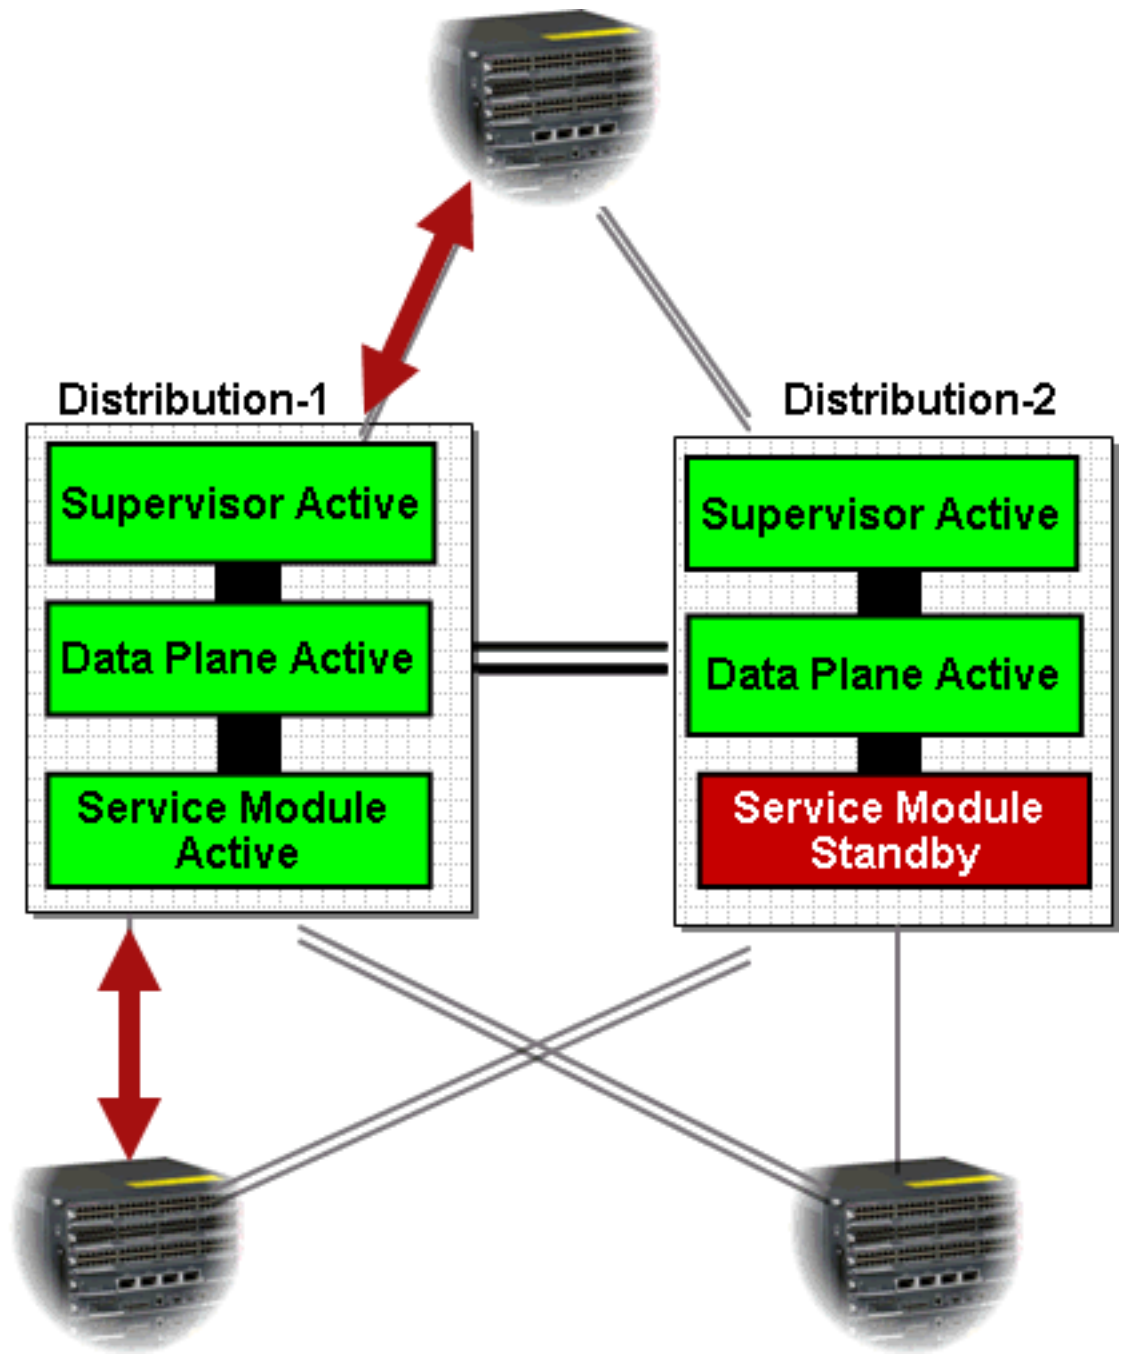 Distribution-1
Distribution-2
Supervisor Active
Data Plane Active
Service Module
Active
Supervisor Active
Data Plane Active
Service Module
Standby